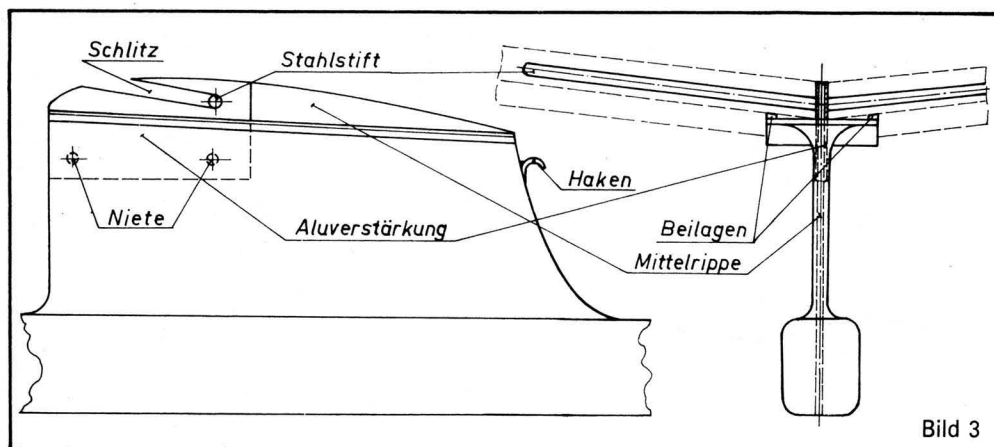 Schlitz
Stahlstift
Haken
Niete
Aluverstärkung
Beilagen
Mittelrippe
Bild 3